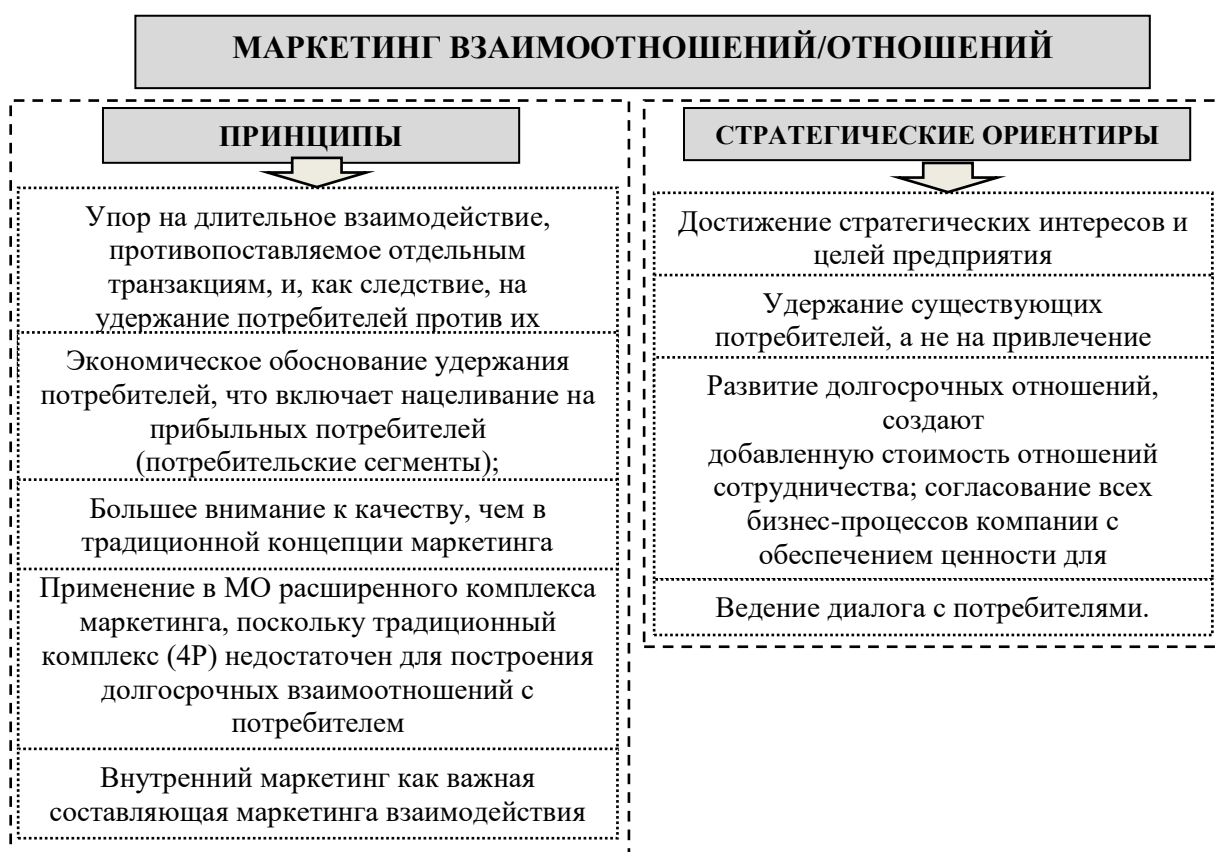 МАРКЕТИНГ ВЗАИМООТНОШЕНИЙ/ОТНОШЕНИЙ
ПРИНЦИПЫ
Упор на длительное взаимодействие,
противопоставляемое отдельным
транзакциям, и, как следствие, на
удержание потребителей против их
Экономическое обоснование удержания
потребителей, что включает нацеливание на
прибыльных потребителей
(потребительские сегменты);
Большее внимание к качеству, чем в
традиционной концепции маркетинга
Применение в МО расширенного комплекса
маркетинга, поскольку традиционный
комплекс (4Р) недостаточен для построения
долгосрочных взаимоотношений с
потребителем
Внутренний маркетинг как важная
составляющая маркетинга взаимодействия
СТРАТЕГИЧЕСКИЕ ОРИЕНТИРЫ
Достижение стратегических интересов и
целей предприятия
Удержание существующих
потребителей, а не на привлечение
Развитие долгосрочных отношений,
создают
добавленную стоимость отношений
сотрудничества; согласование всех
бизнес-процессов компании с
обеспечением ценности для
Ведение диалога с потребителями.